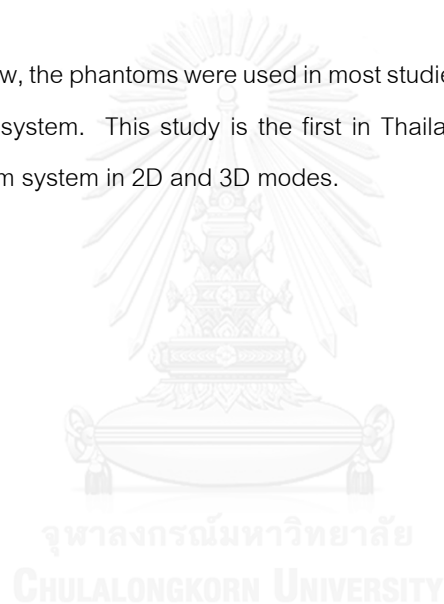 w, the phantoms were used in most studie
system. This study is the first in Thaila
m system in 2D and 3D modes.
จุฬาลงกรณ์มหาวิทยาลัย
CHULALONGKORN UNIVERSITY